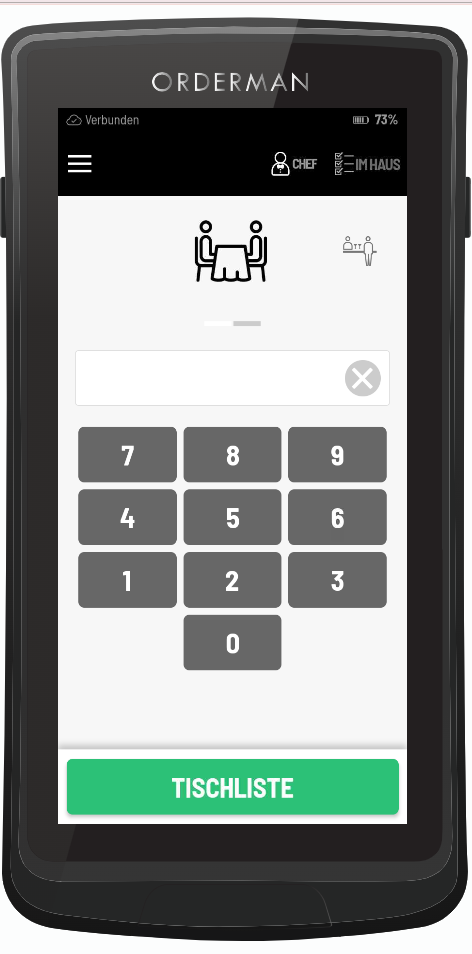 ORDERMAN
Verbunden 73%
CHEF IM HAUS
7 8 9
4 5 6
1 2 3
0
TISCHLISTE